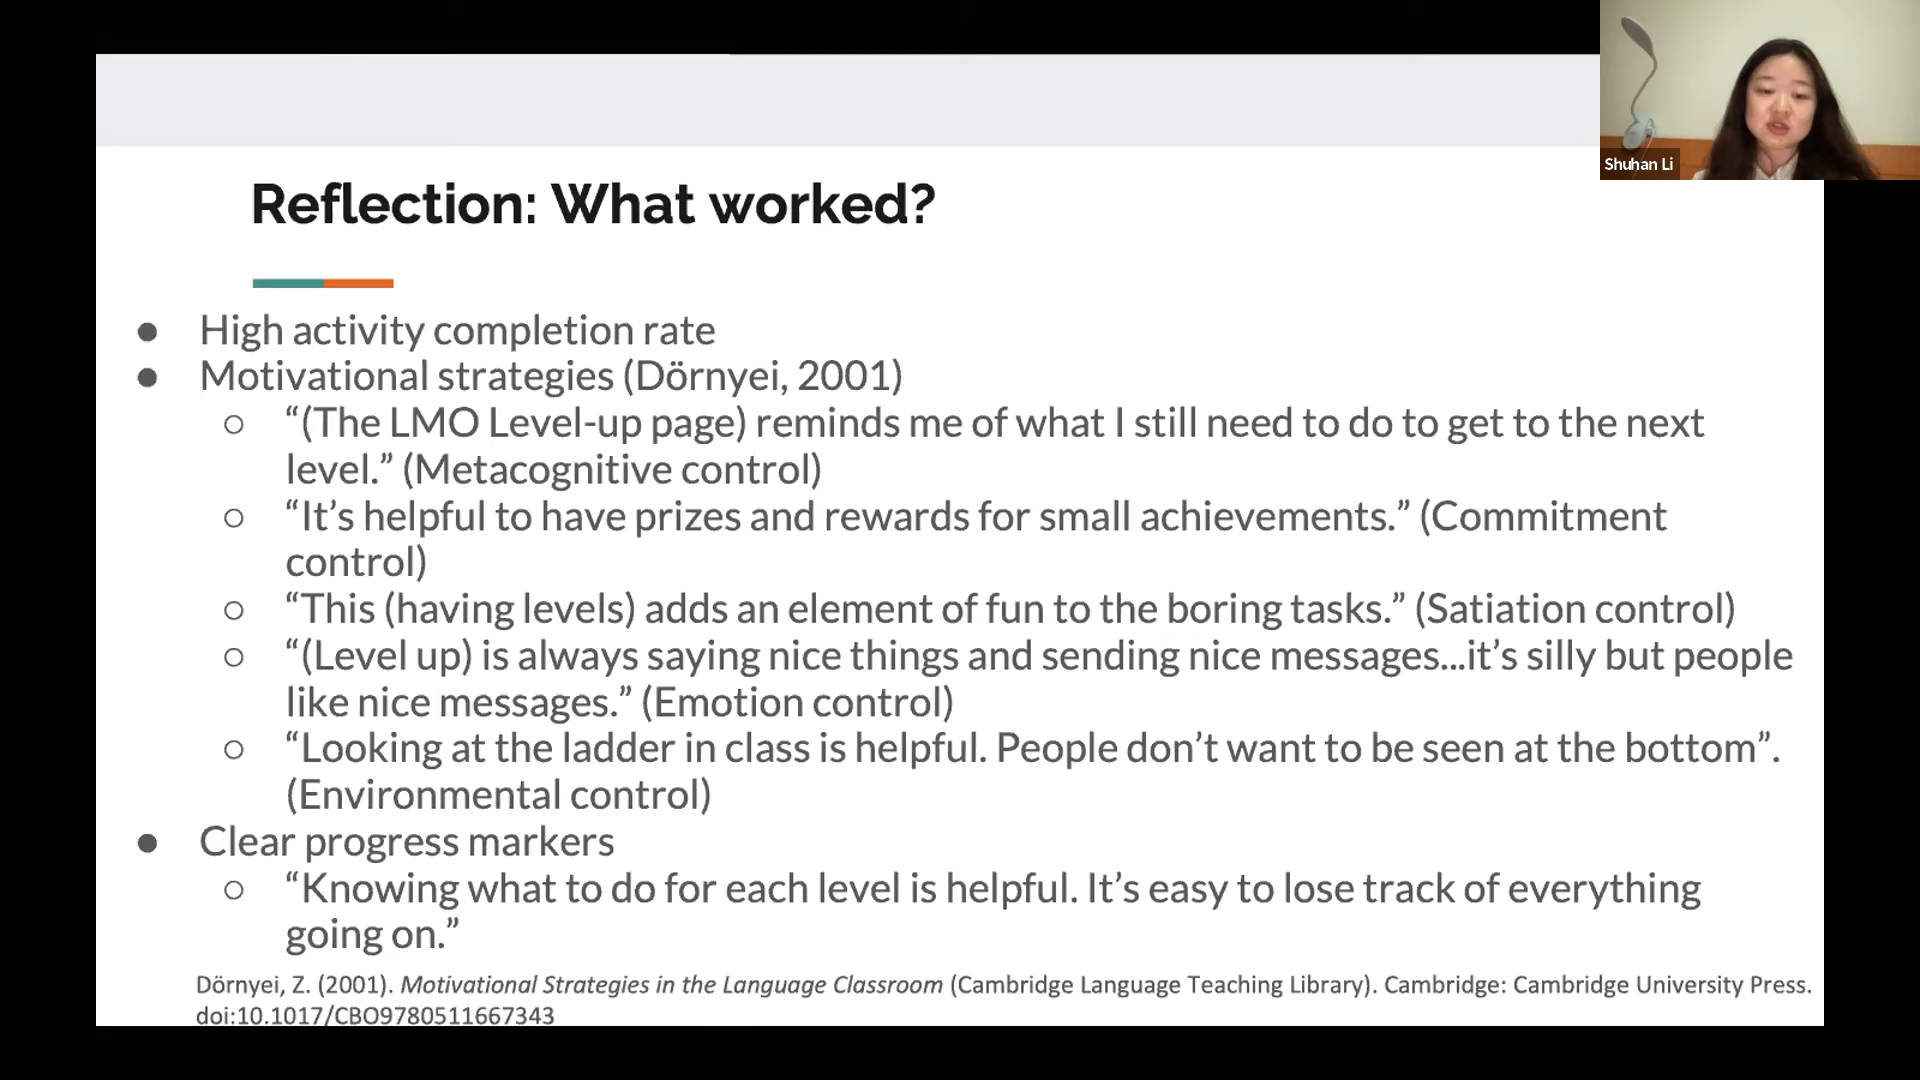 Shuhan Li
Reflection: What worked?
● High activity completion rate
● Motivational strategies (Dörnyei, 2001)
○ “(The LMO Level-up page) reminds me of what I still need to do to get to the next
level.” (Metacognitive control)
○ “It’s helpful to have prizes and rewards for small achievements.” (Commitment
control)
○ “This (having levels) adds an element of fun to the boring tasks.” (Satiation control)
○ “(Level up) is always saying nice things and sending nice messages...it’s silly but people
like nice messages.” (Emotion control)
○ “Looking at the ladder in class is helpful. People don’t want to be seen at the bottom”.
(Environmental control)
● Clear progress markers
○ “Knowing what to do for each level is helpful. It’s easy to lose track of everything
going on.”
Dörnyei, Z. (2001). Motivational Strategies in the Language Classroom (Cambridge Language Teaching Library). Cambridge: Cambridge University Press.
doi:10.1017/CBO9780511667343